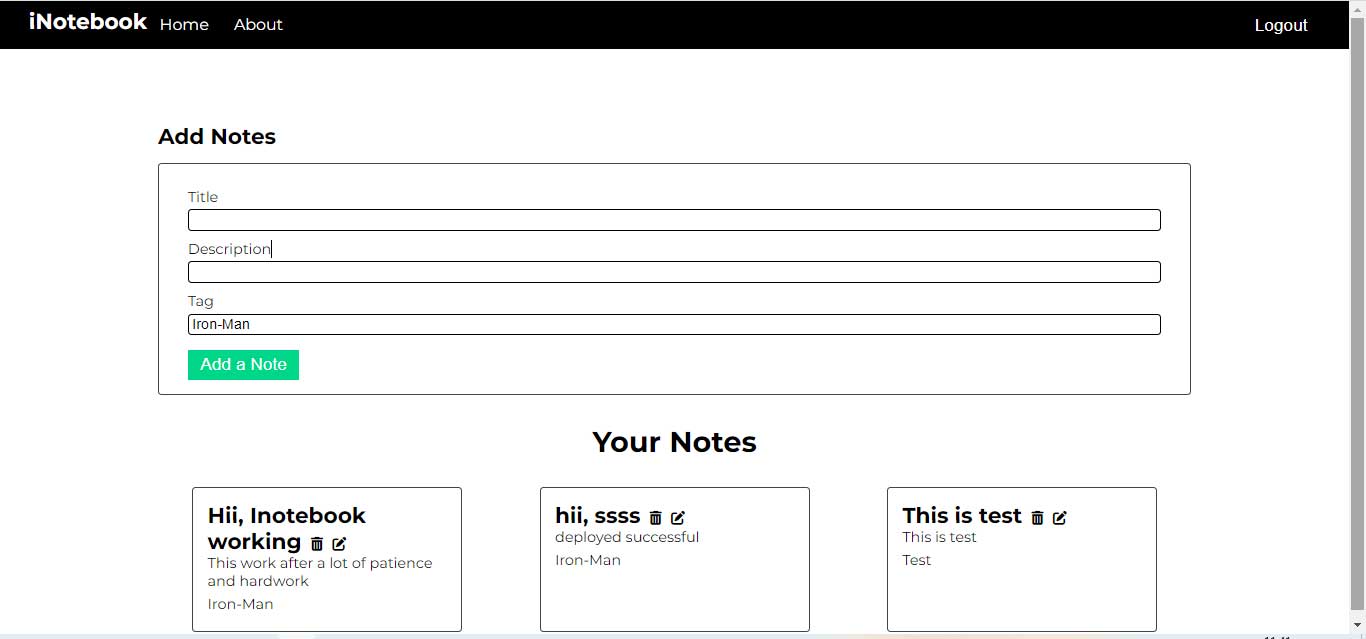 iNotebook Home About Logout
Add Notes
Title
Description
Tag
Iron-Man
Add a Note
Your Notes
Hii, Inotebook
working
This work after a lot of patience
and hardwork
Iron-Man
hii, ssss
deployed successful
Iron-Man
This is test
This is test
Test